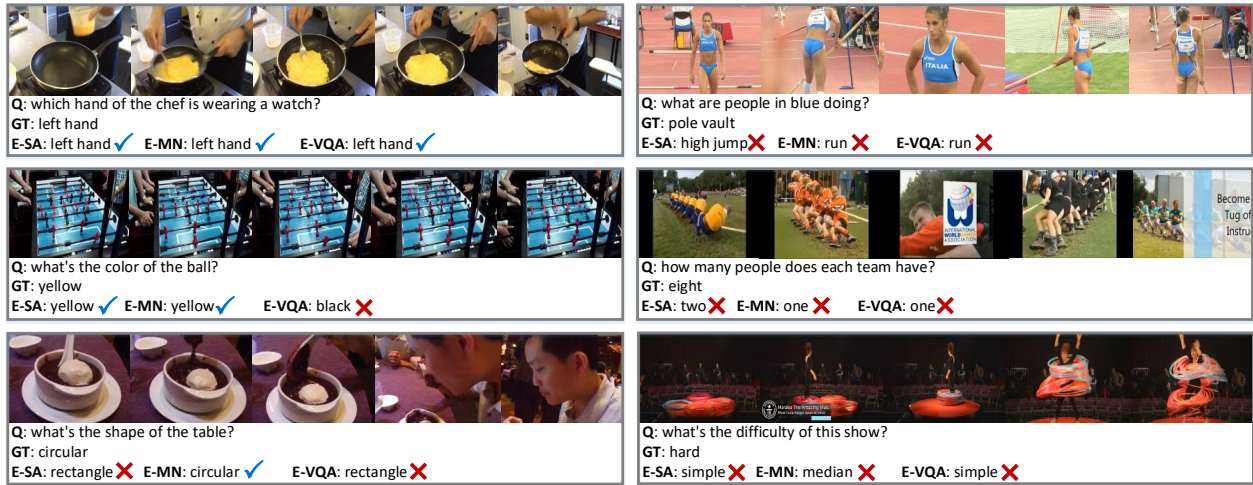 Q: which hand of the chef is wearing a watch?
GT: left hand
E-SA: left hand E-MN: left hand E-VQA: left hand
ITALIA
ITALIA
Q: what are people in blue doing?
GT: pole vault
E-SA: high jump E-MN: run E-VQA: run
Q: what's the color of the ball?
GT: yellow
E-SA: yellow E-MN: yellow E-VQA: black
INTERNATIONAL
WORLD GAMES
ASSOCIATION
Become
Tug of
Instru
Q: how many people does each team have?
GT: eight
E-SA: two E-MN: one E-VQA: one
Q: what's the shape of the table?
GT: circular
E-SA: rectangle E-MN: circular E-VQA: rectangle
Q: what's the difficulty of this show?
GT: hard
E-SA: simple E-MN: median E-VQA: simple